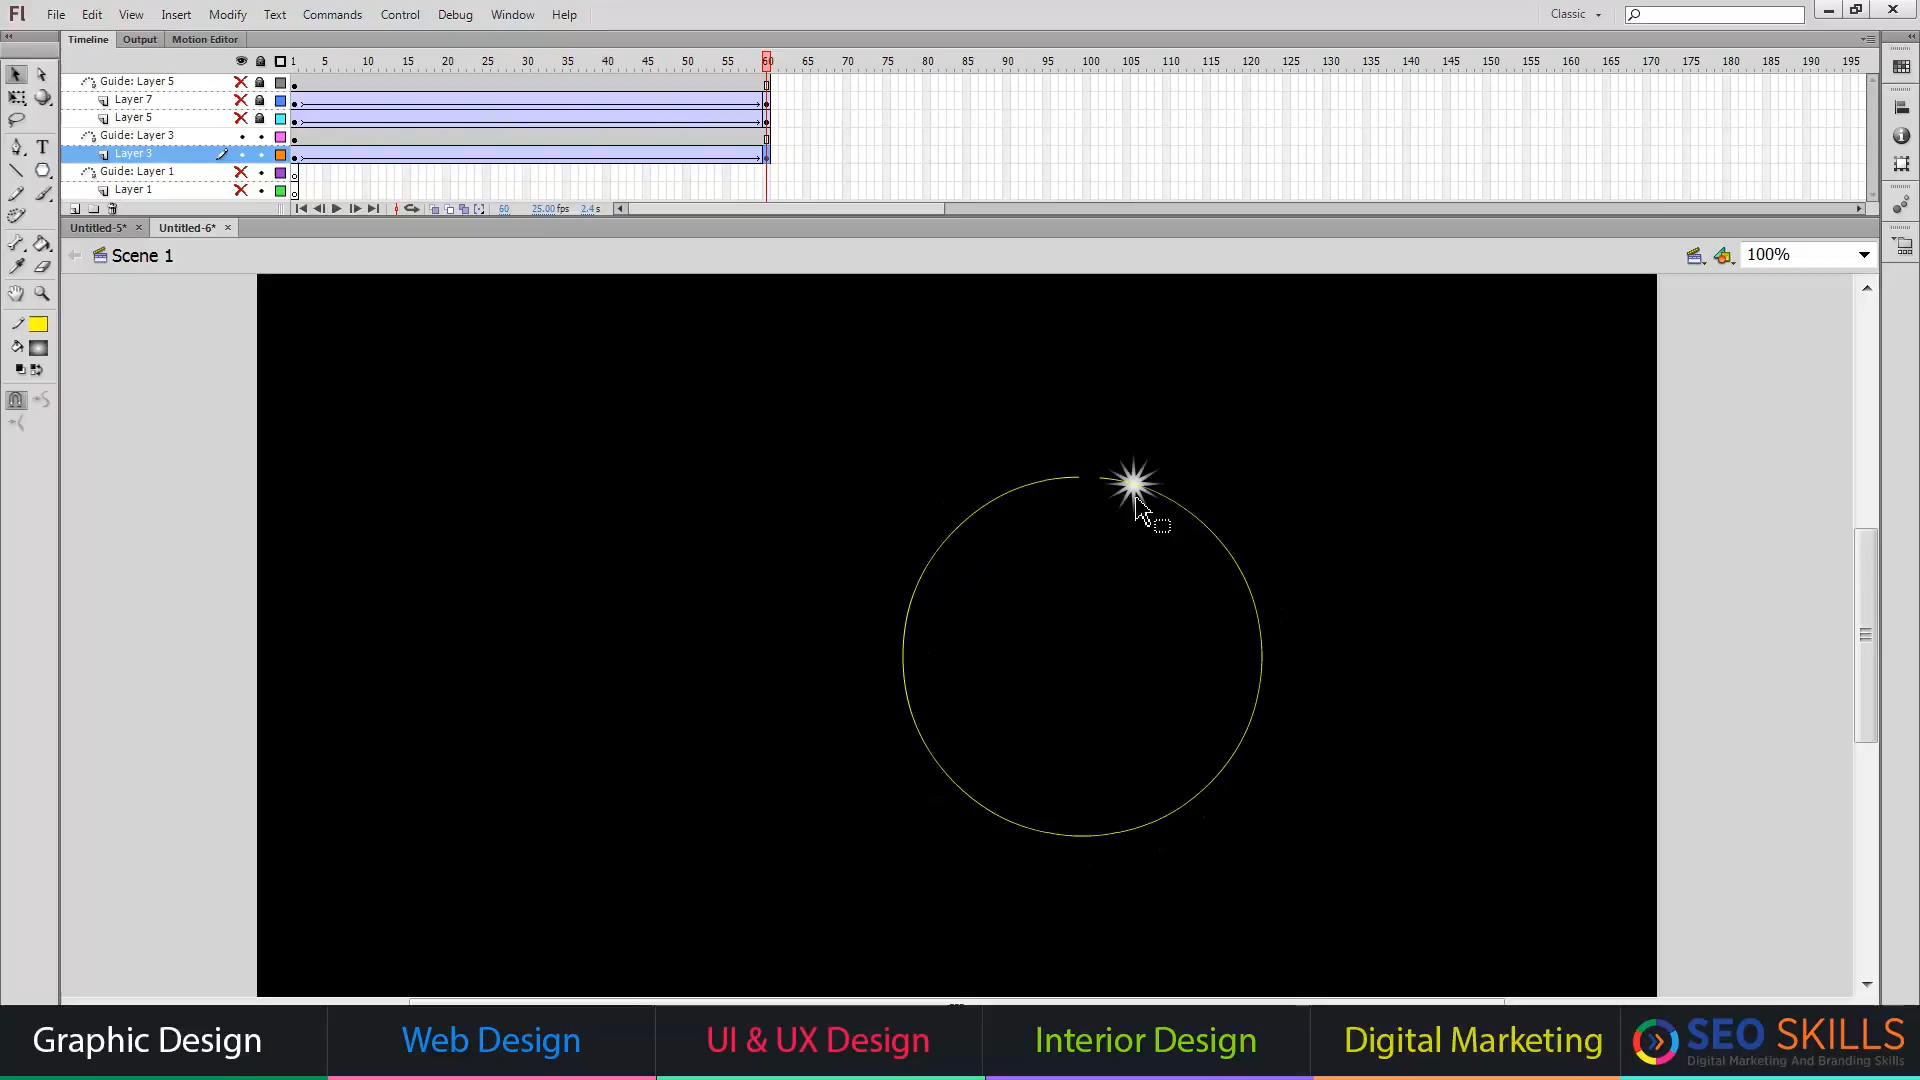 Fl File Edit View Insert Modify Text Commands Control Debug Window Help Classic
Timeline Output Motion Editor
1 5 10 15 20 25 30 35 40 45 50 55 60 65 70 75 80 85 90 95 100 105 110 115 120 125 130 135 140 145 150 155 160 165 170 175 180 185 190 195
Guide: Layer 5
Layer 7
Layer 5
Guide: Layer 3
Layer 3
Guide: Layer 1
Layer 1
60 25.00 fps 2.4 s
Untitled-5* Untitled-6*
Scene 1 100%
T
Graphic Design Web Design UI & UX Design Interior Design Digital Marketing SEO SKILLS
Digital Marketing And Branding Skills